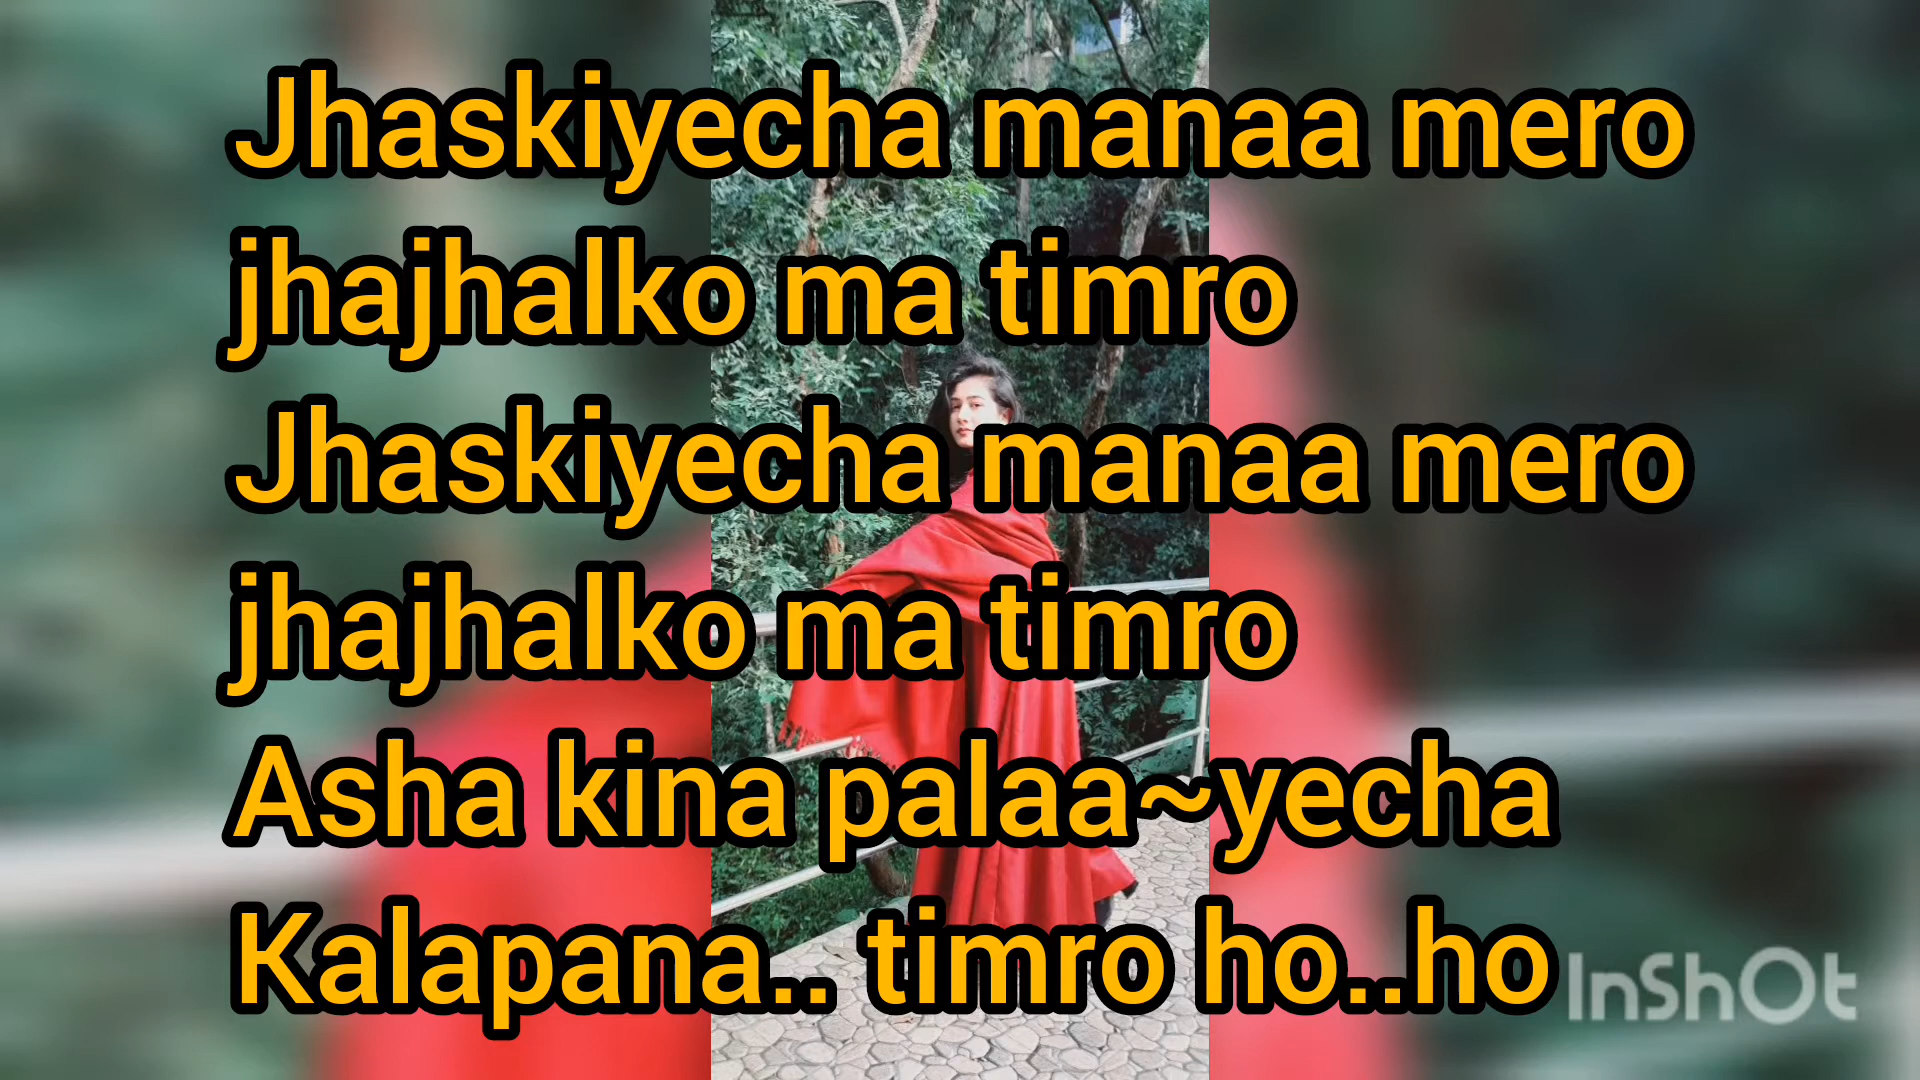 Jhaskiyecha manaa mero
jhajhalko ma timro
Jhaskiyecha manaa mero
jhajhalko ma timro
Asha kina palaa~yecha
Kalapana.. timro ho..ho
InShOt